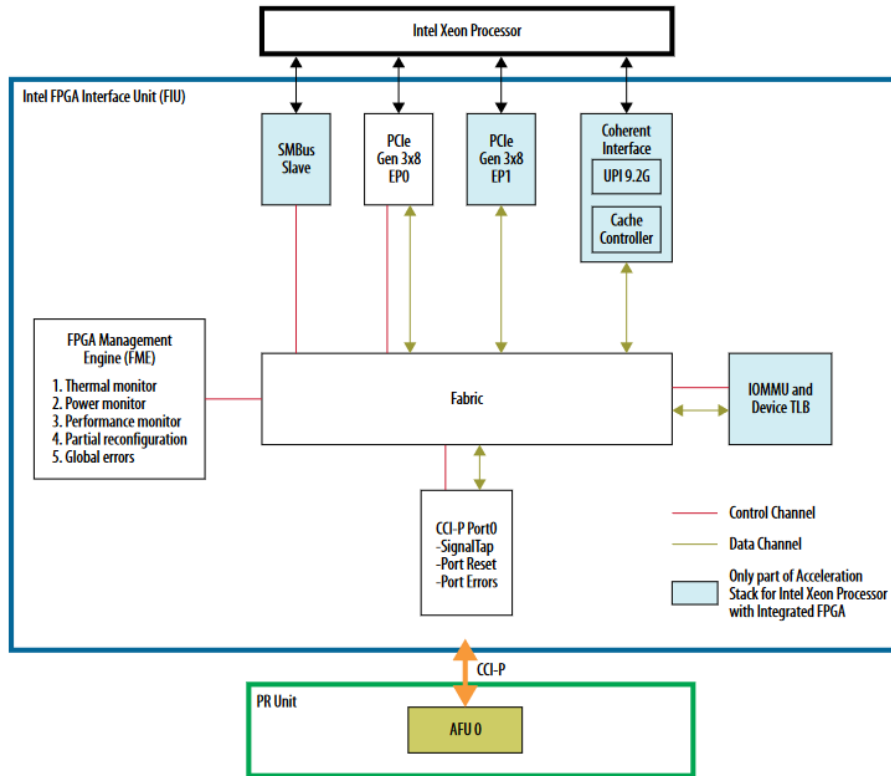 Intel Xeon Processor
Intel FPGA Interface Unit (FIU)
SMBus
Slave
PCIe
Gen 3x8
EP0
PCIe
Gen 3x8
EP1
Coherent
Interface
UPI 9.2G
Cache
Controller
FPGA Management
Engine (FME)
1. Thermal monitor
2. Power monitor
3. Performance monitor
4. Partial reconfiguration
5. Global errors
Fabric
IOMMU and
Device TLB
CCI-P Port0
-SignalTap
-Port Reset
-Port Errors
Control Channel
Data Channel
Only part of Acceleration
Stack for Intel Xeon Processor
with Integrated FPGA
CCI-P
PR Unit
AFU 0